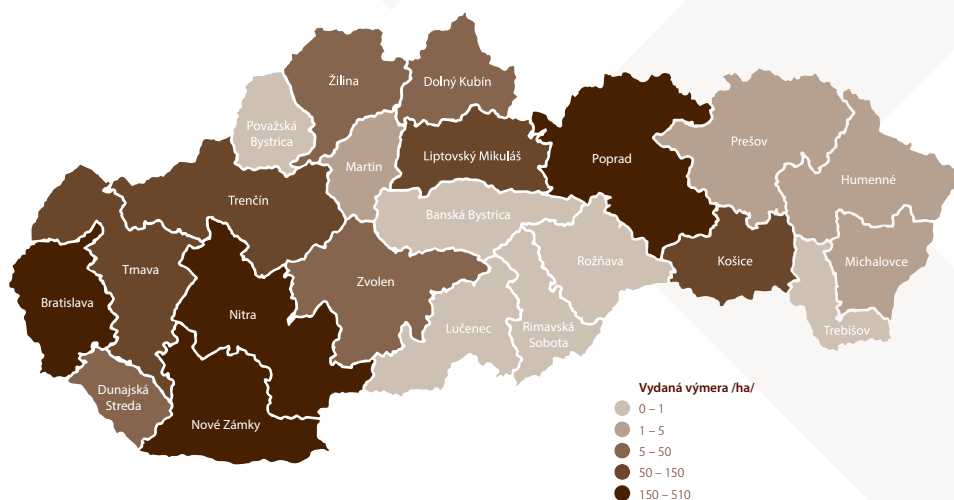 Žilina
Dolný Kubín
Považská
Bystrica
Martin
Liptovský Mikuláš
Poprad
Prešov
Humenné
Trenčín
Banská Bystrica
Rožňava
Košice
Michalovce
Trnava
Zvolen
Bratislava
Nitra
Lučenec
Rimavská
Sobota
Trebišov
Dunajská
Streda
Nové Zámky
Vydaná výmera /ha/
0 – 1
1 – 5
5 – 50
50 – 150
150 – 510